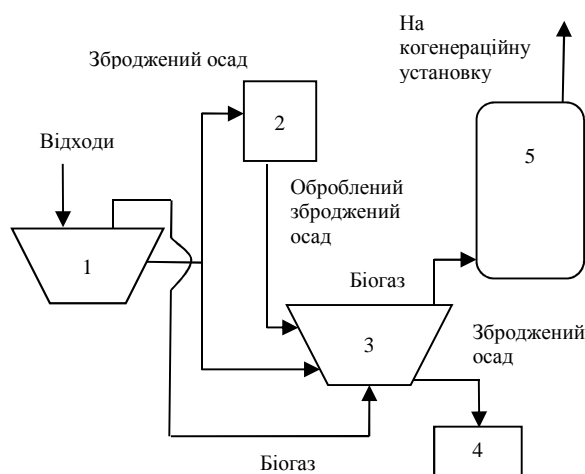 На
когенераційну
установку
Зброджений осад
2
5
Відходи
Оброблений
зброджений
осад
1
Біогаз
3
Зброджений
осад
4
Біогаз